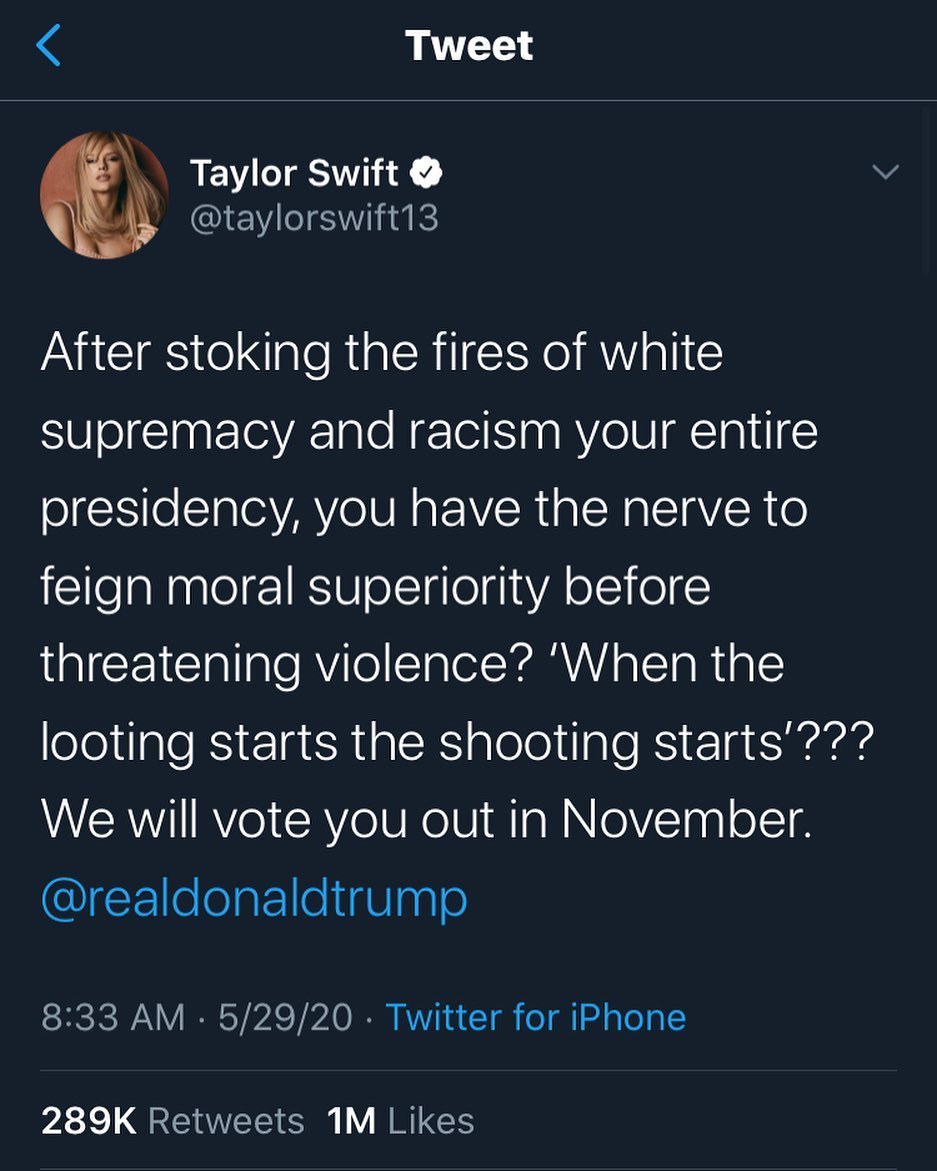 Tweet
Taylor Swift
@taylorswift13
After stoking the fires of white
supremacy and racism your entire
presidency, you have the nerve to
feign moral superiority before
threatening violence? ‘When the
looting starts the shooting starts’???
We will vote you out in November.
@realdonaldtrump
8:33 AM · 5/29/20 · Twitter for iPhone
289K Retweets 1M Likes